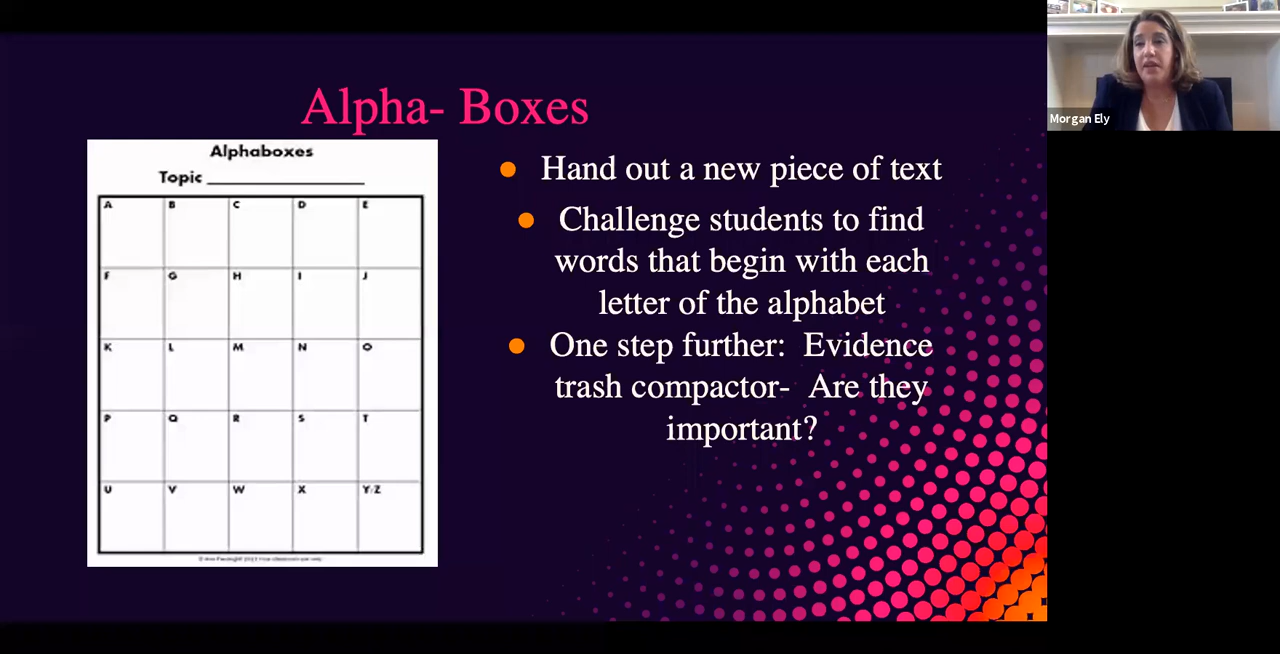 Alpha- Boxes
Alphaboxes
Topic
A B C D E
F G H I J
K L M N O
P Q R S T
U V W X Y-Z
Hand out a new piece of text
Challenge students to find
words that begin with each
letter of the alphabet
One step further: Evidence
trash compactor- Are they
important?
Morgan Ely